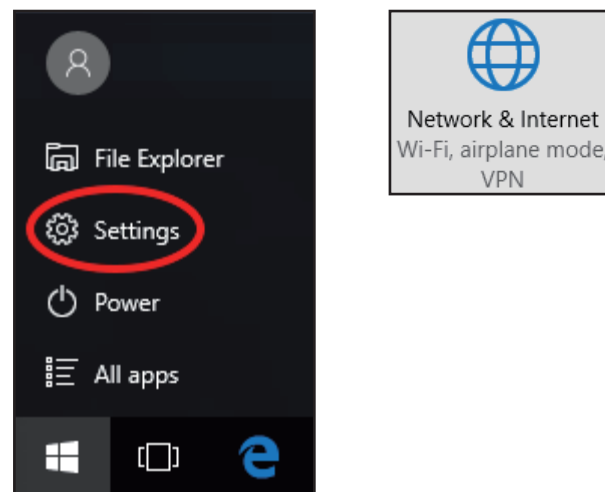 File Explorer
Settings
Power
All apps
Network & Internet
Wi-Fi, airplane mode,
VPN